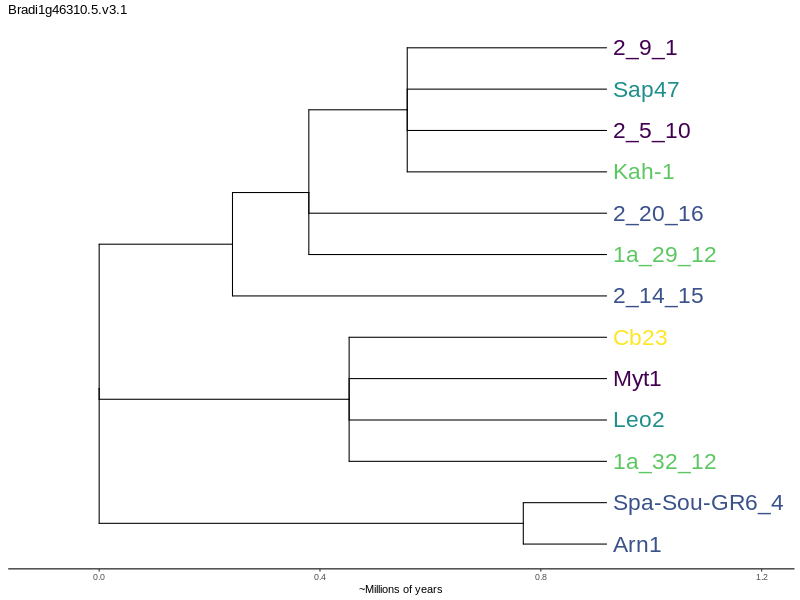 Bradi1g46310.5.v3.1
2_9_1
Sap47
2_5_10
Kah-1
2_20_16
1a_29_12
2_14_15
Cb23
Myt1
Leo2
1a_32_12
Spa-Sou-GR6_4
Arn1
0.0 0.4 0.8 1.2
~Millions of years